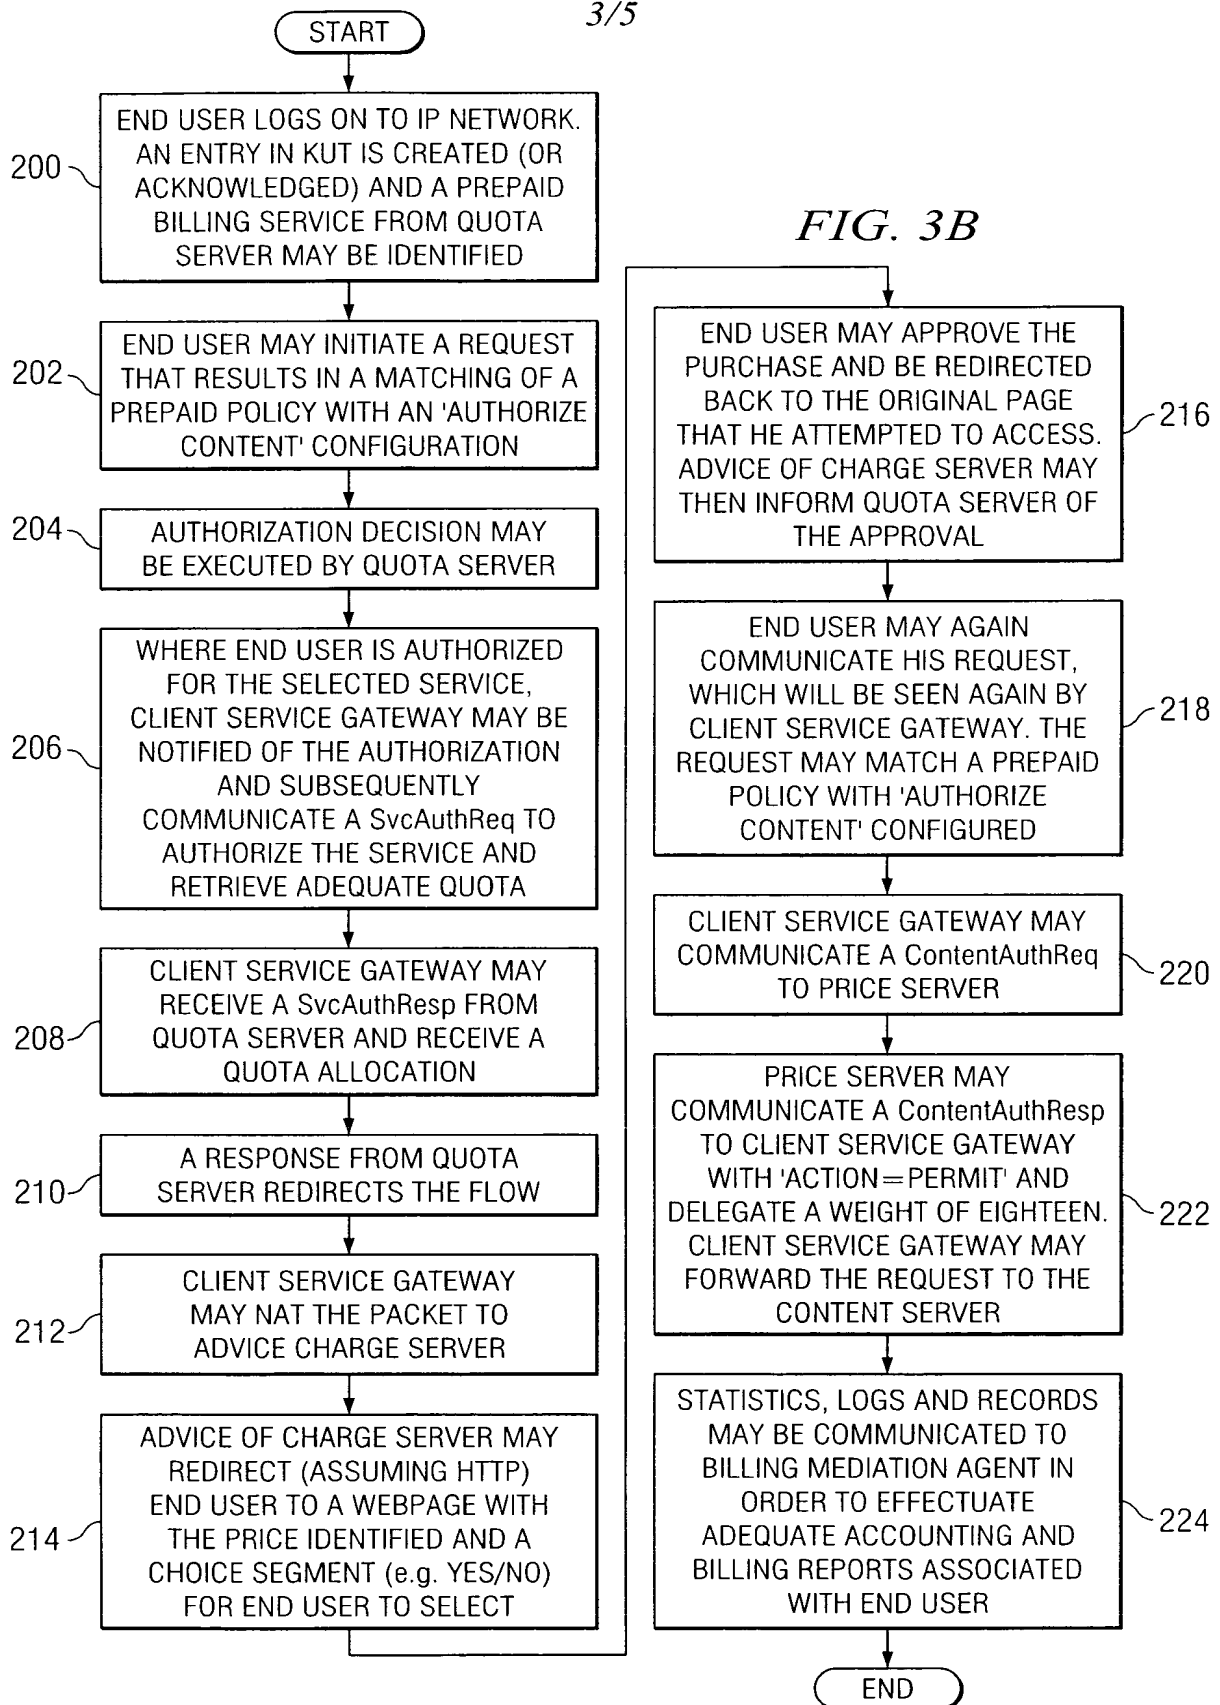 3/5
START
200
END USER LOGS ON TO IP NETWORK.
AN ENTRY IN KUT IS CREATED (OR
ACKNOWLEDGED) AND A PREPAID
BILLING SERVICE FROM QUOTA
SERVER MAY BE IDENTIFIED
202
END USER MAY INITIATE A REQUEST
THAT RESULTS IN A MATCHING OF A
PREPAID POLICY WITH AN 'AUTHORIZE
CONTENT' CONFIGURATION
204
AUTHORIZATION DECISION MAY
BE EXECUTED BY QUOTA SERVER
206
WHERE END USER IS AUTHORIZED
FOR THE SELECTED SERVICE,
CLIENT SERVICE GATEWAY MAY BE
NOTIFIED OF THE AUTHORIZATION
AND SUBSEQUENTLY
COMMUNICATE A SvcAuthReq TO
AUTHORIZE THE SERVICE AND
RETRIEVE ADEQUATE QUOTA
208
CLIENT SERVICE GATEWAY MAY
RECEIVE A SvcAuthResp FROM
QUOTA SERVER AND RECEIVE A
QUOTA ALLOCATION
210
A RESPONSE FROM QUOTA
SERVER REDIRECTS THE FLOW
212
CLIENT SERVICE GATEWAY
MAY NAT THE PACKET TO
ADVICE CHARGE SERVER
214
ADVICE OF CHARGE SERVER MAY
REDIRECT (ASSUMING HTTP)
END USER TO A WEBPAGE WITH
THE PRICE IDENTIFIED AND A
CHOICE SEGMENT (e.g. YES/NO)
FOR END USER TO SELECT
FIG. 3B
END USER MAY APPROVE THE
PURCHASE AND BE REDIRECTED
BACK TO THE ORIGINAL PAGE
THAT HE ATTEMPTED TO ACCESS.
ADVICE OF CHARGE SERVER MAY
THEN INFORM QUOTA SERVER OF
THE APPROVAL
216
END USER MAY AGAIN
COMMUNICATE HIS REQUEST,
WHICH WILL BE SEEN AGAIN BY
CLIENT SERVICE GATEWAY. THE
REQUEST MAY MATCH A PREPAID
POLICY WITH 'AUTHORIZE
CONTENT' CONFIGURED
218
CLIENT SERVICE GATEWAY MAY
COMMUNICATE A ContentAuthReq
TO PRICE SERVER
220
PRICE SERVER MAY
COMMUNICATE A ContentAuthResp
TO CLIENT SERVICE GATEWAY
WITH 'ACTION=PERMIT' AND
DELEGATE A WEIGHT OF EIGHTEEN.
CLIENT SERVICE GATEWAY MAY
FORWARD THE REQUEST TO THE
CONTENT SERVER
222
STATISTICS, LOGS AND RECORDS
MAY BE COMMUNICATED TO
BILLING MEDIATION AGENT IN
ORDER TO EFFECTUATE
ADEQUATE ACCOUNTING AND
BILLING REPORTS ASSOCIATED
WITH END USER
224
END